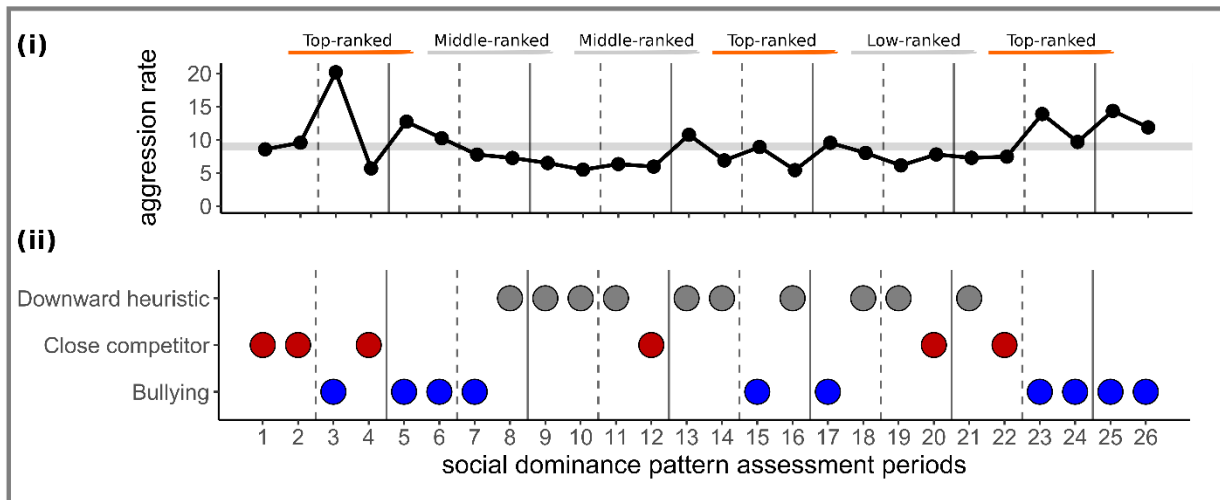 (i)
Top-ranked Middle-ranked Middle-ranked Top-ranked Low-ranked Top-ranked
aggression rate
20
15
10
5
0
(ii)
Downward heuristic
Close competitor
Bullying
1 2 3 4 5 6 7 8 9 10 11 12 13 14 15 16 17 18 19 20 21 22 23 24 25 26
social dominance pattern assessment periods